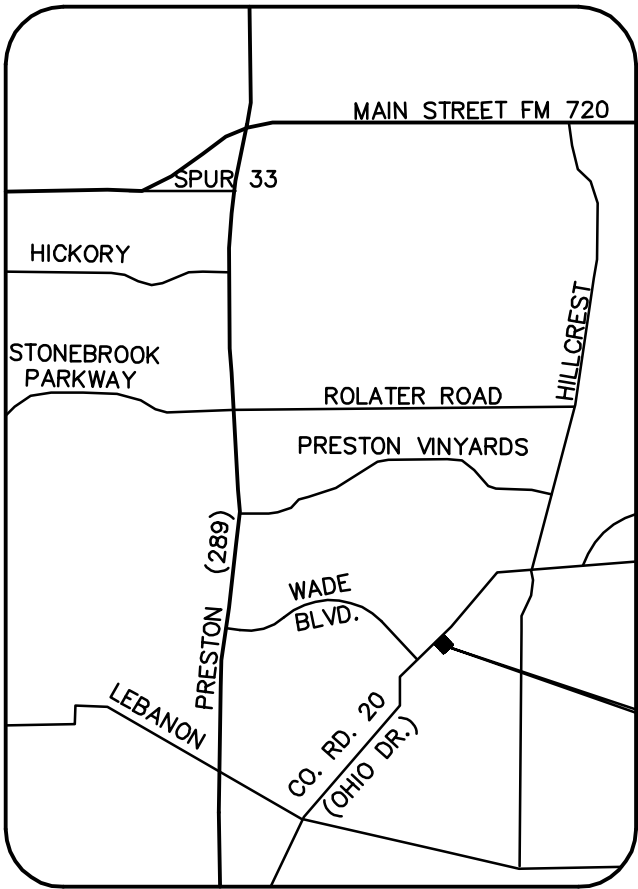 MAIN STREET FM 720
SPUR 33
HICKORY
HILLCREST
STONEBROOK
PARKWAY
ROLATER ROAD
PRESTON VINYARDS
PRESTON (289)
WADE
BLVD.
LEBANON
CO. RD. 20
(OHIO DR.)